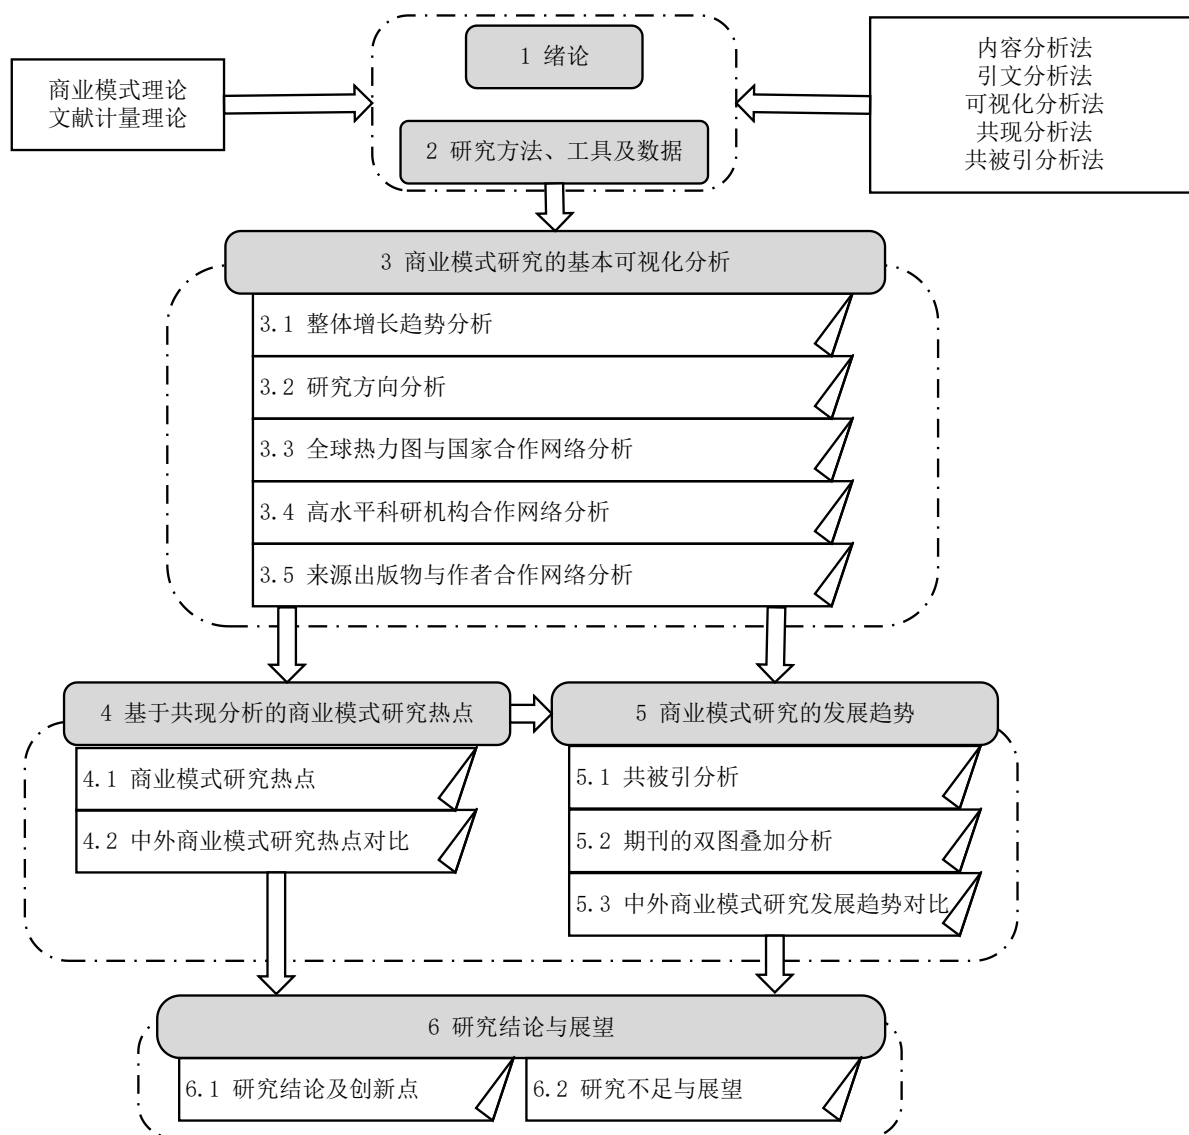 1 绪论
商业模式理论
文献计量理论
内容分析法
引文分析法
可视化分析法
共现分析法
共被引分析法
2 研究方法、工具及数据
3 商业模式研究的基本可视化分析
3.1 整体增长趋势分析
3.2 研究方向分析
3.3 全球热力图与国家合作网络分析
3.4 高水平科研机构合作网络分析
3.5 来源出版物与作者合作网络分析
4 基于共现分析的商业模式研究热点
4.1 商业模式研究热点
4.2 中外商业模式研究热点对比
5 商业模式研究的发展趋势
5.1 共被引分析
5.2 期刊的双图叠加分析
5.3 中外商业模式研究发展趋势对比
6 研究结论与展望
6.1 研究结论及创新点
6.2 研究不足与展望